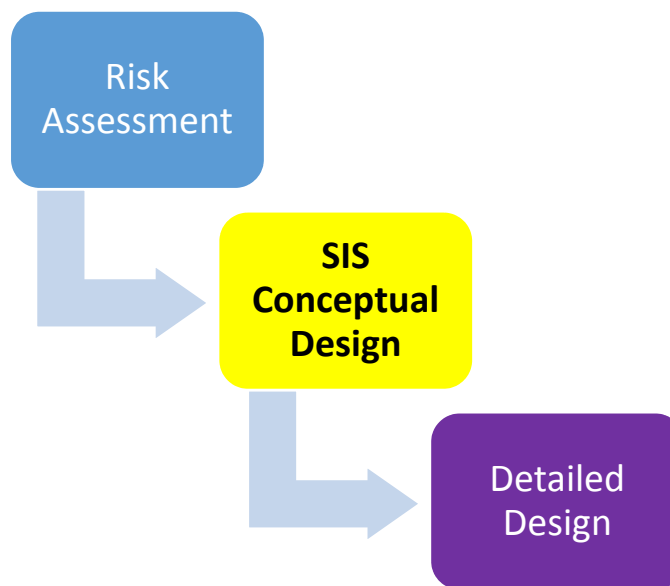 Risk
Assessment
SIS
Conceptual
Design
Detailed
Design